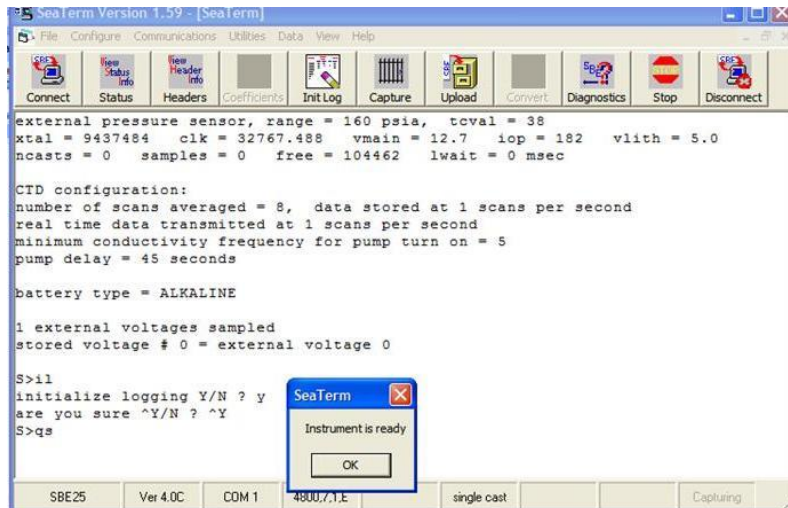 SeaTerm Version 1.59 - [SeaTerm]
File Configure Communications Utilities Data View Help
SBE
View Status Info
View Header Info
SBE
SBE
SBE
STOP
SBE
Connect Status Headers Coefficients Init Log Capture Upload Convert Diagnostics Stop Disconnect
external pressure sensor, range = 160 psia, tcval = 38
xtal = 9437484 clk = 32767.488 vmain = 12.7 iop = 182 vlith = 5.0
ncasts = 0 samples = 0 free = 104462 lwait = 0 msec
CTD configuration:
number of scans averaged = 8, data stored at 1 scans per second
real time data transmitted at 1 scans per second
minimum conductivity frequency for pump turn on = 5
pump delay = 45 seconds
battery type = ALKALINE
1 external voltages sampled
stored voltage # 0 = external voltage 0
S>il
initialize logging Y/N ? y
are you sure ^Y/N ? ^Y
S>qs
SeaTerm
Instrument is ready
OK
SBE25 Ver 4.0C COM 1 4800,7,1,E single cast Capturing